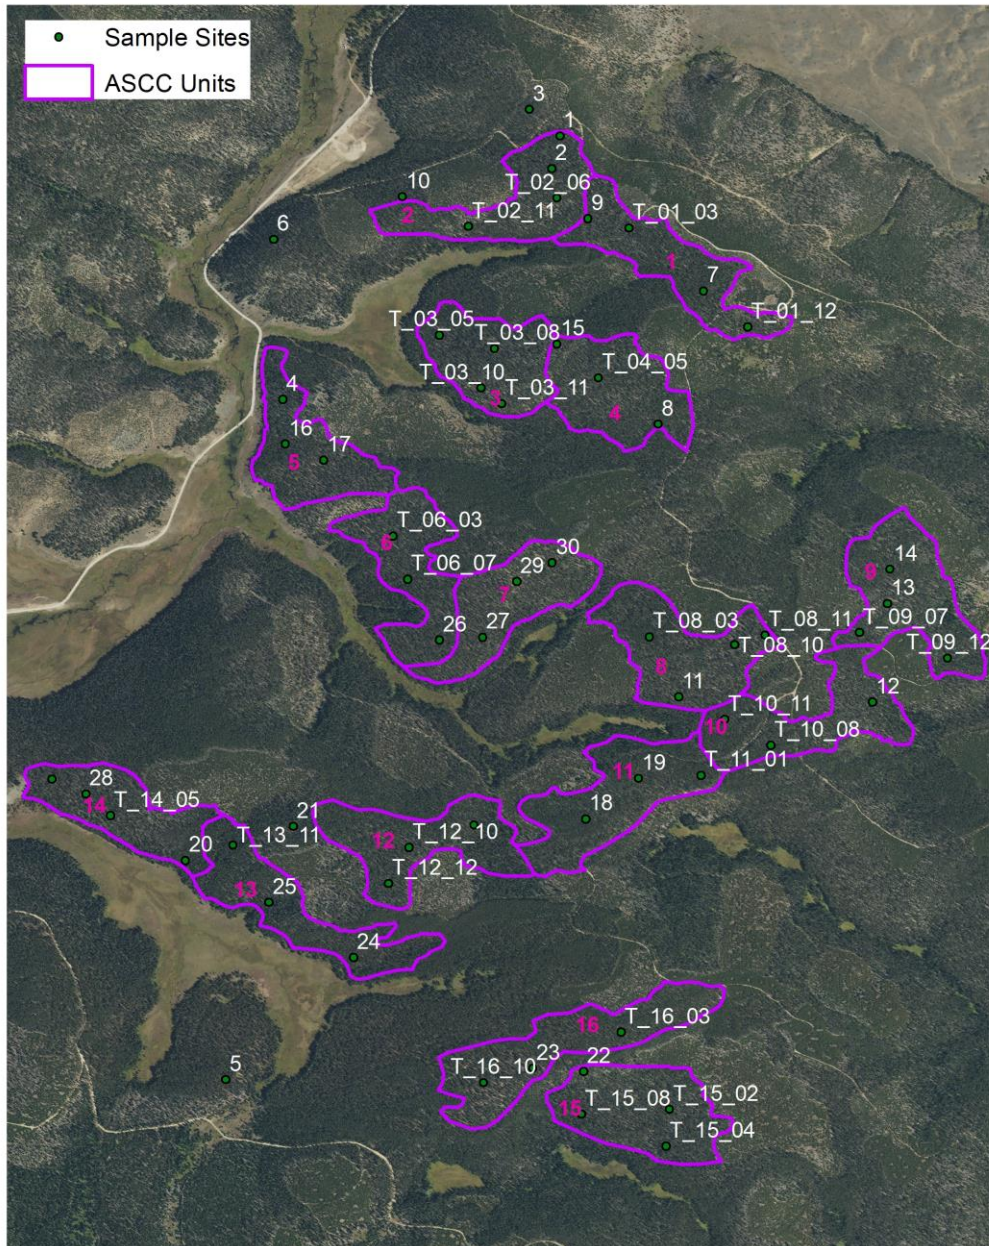 Sample Sites
ASCC Units
3
1
2
T_02_06
10
2
T_02_11
9
T_01_03
6
1
7
T_01_12
T_03_05
T_03_08
15
T_03_10
T_03_11
T_04_05
3
4
8
4
16
5
17
T_06_03
6
T_06_07
30
29
7
26
27
14
9
13
T_08_03
T_08_11
T_09_07
T_08_10
T_09_12
8
11
12
T_10_11
10
T_10_08
11
19
T_11_01
18
28
14
T_14_05
21
T_13_11
20
12
T_12_10
T_12_12
13
25
24
16
T_16_03
5
23
22
T_16_10
15
T_15_08
T_15_02
T_15_04